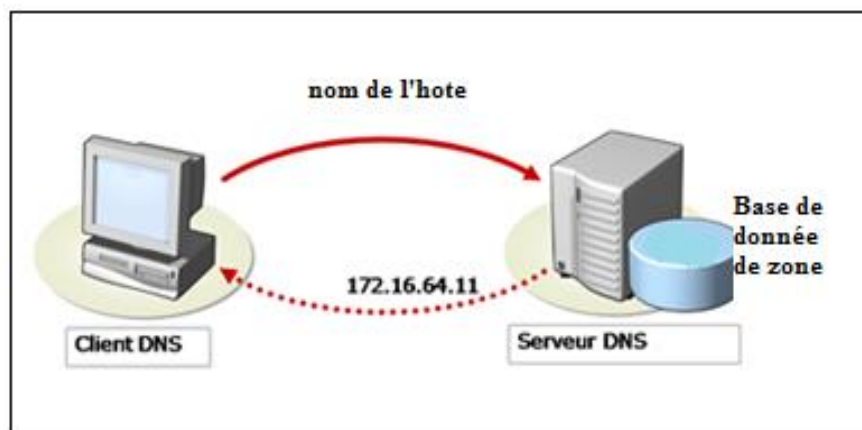 nom de l'hote
Base de
donnée
de zone
172.16.64.11
Client DNS
Serveur DNS